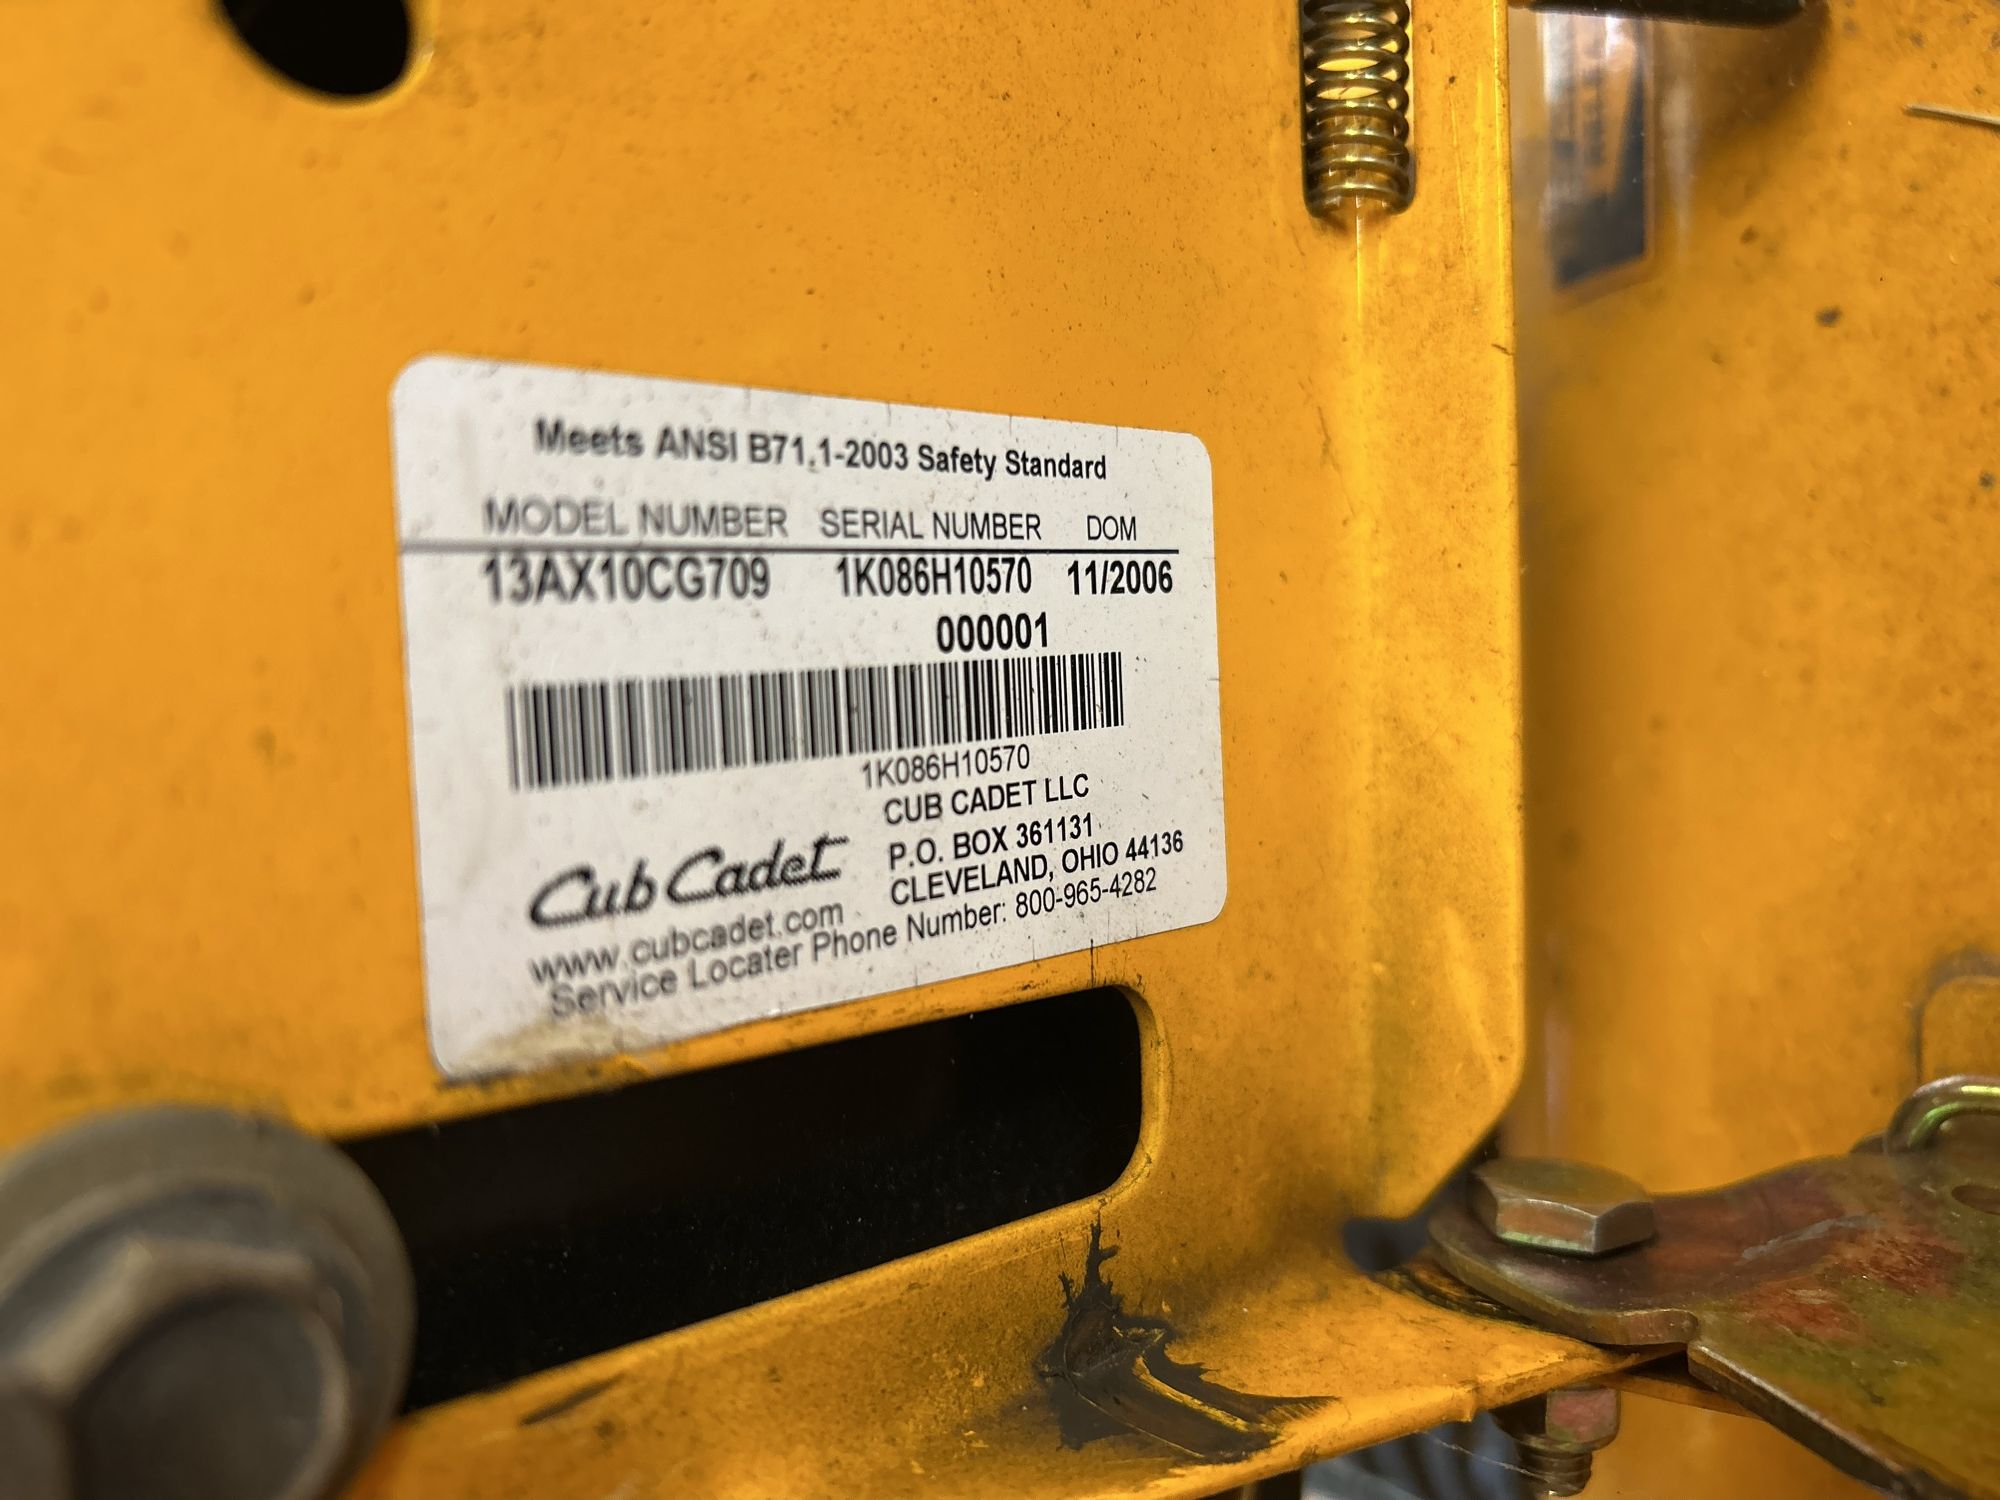 Meets ANSI B71.1-2003 Safety Standard
MODEL NUMBER SERIAL NUMBER DOM
13AX10CG709 1K086H10570 11/2006
000001
1K086H10570
CUB CADET LLC
P.O. BOX 361131
CLEVELAND, OHIO 44136
Cub Cadet
www.cubcadet.com
Service Locater Phone Number: 800-965-4282